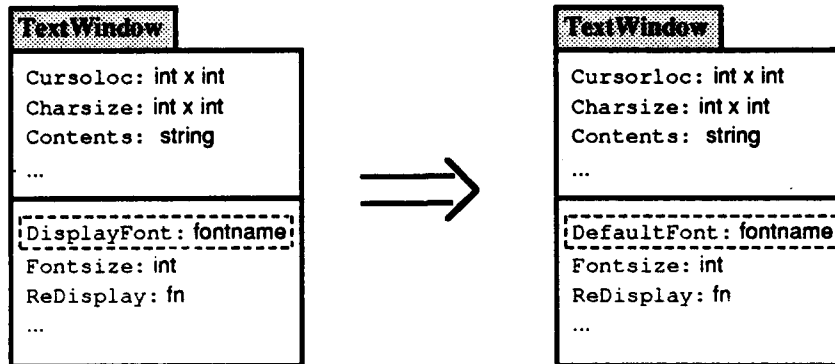 TextWindow
Cursoloc: int x int
Charsize: int x int
Contents: string
...
DisplayFont: fontname
Fontsize: int
ReDisplay: fn
...
TextWindow
Cursorloc: int x int
Charsize: int x int
Contents: string
...
DefaultFont: fontname
Fontsize: int
ReDisplay: fn
...